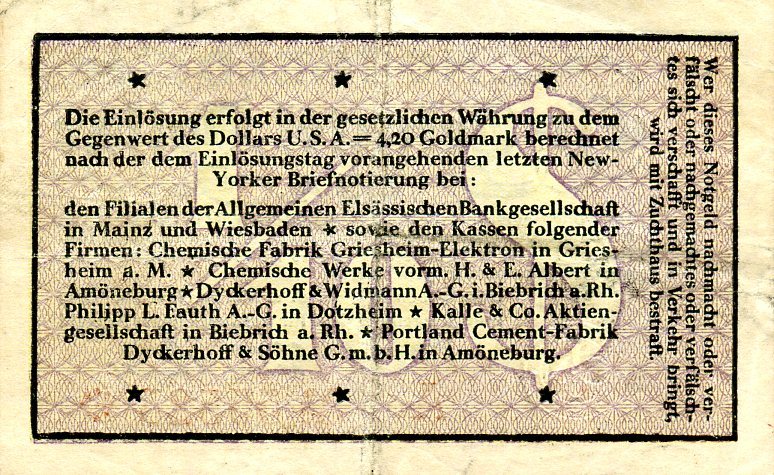 Die Einlösung erfolgt in der gesetzlichen Währung zu dem
Gegenwert des Dollars U.S.A.= 4,20 Goldmark berechnet
nach der dem Einlösungstag vorangehenden letzten New-
Yorker Briefnotierung bei:
den Filialen der Allgemeinen Elsässischen Bankgesellschaft
in Mainz und Wiesbaden ★ sowie den Kassen folgender
Firmen: Chemische Fabrik Griesheim-Elektron in Gries-
heim a. M. ★ Chemische Werke vorm. H. & E. Albert in
Amöneburg ★ Dyckerhoff & Widmann A.-G. i. Biebrich a. Rh.
Philipp L. Fauth A.-G. in Dotzheim ★ Kalle & Co. Aktien-
gesellschaft in Biebrich a. Rh. ★ Portland Cement-Fabrik
Dyckerhoff & Söhne G. m. b. H. in Amöneburg.
Wer dieses Notgeld nachmacht oder ver-
fälscht oder nachgemachtes oder verfälsch-
tes sich verschafft und in Verkehr bringt,
wird mit Zuchthaus bestraft.